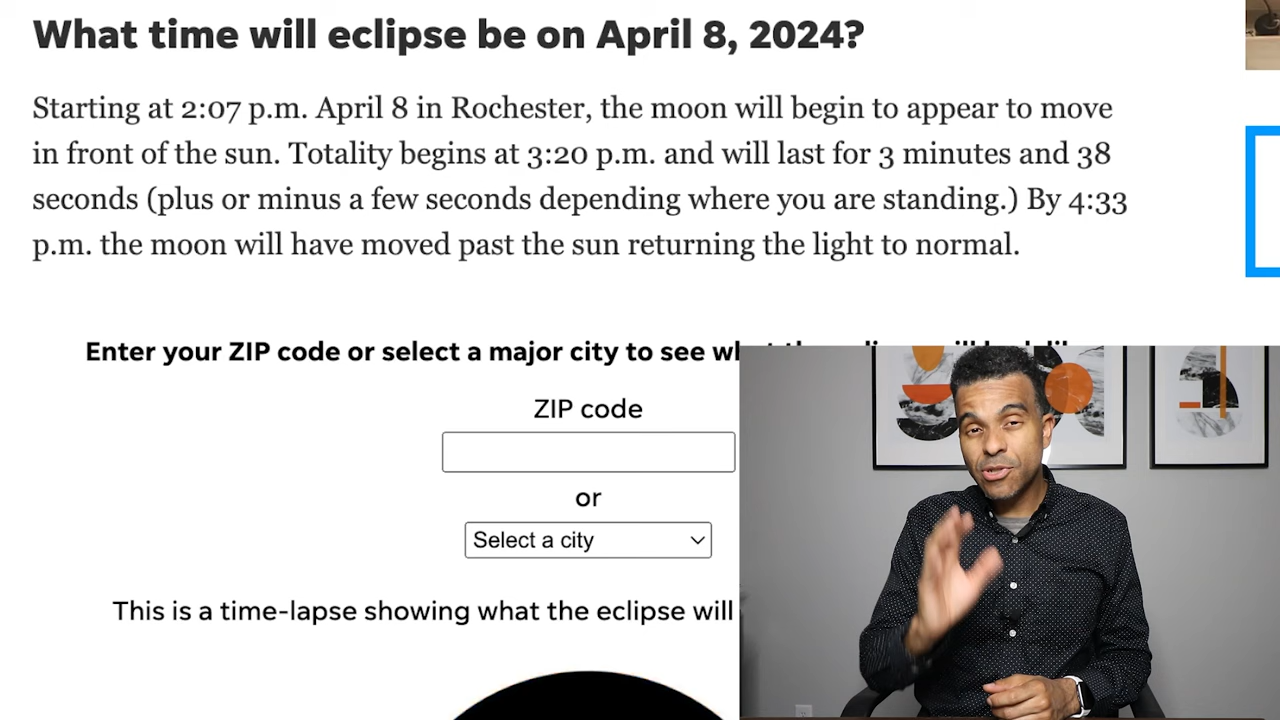 What time will eclipse be on April 8, 2024?
Starting at 2:07 p.m. April 8 in Rochester, the moon will begin to appear to move
in front of the sun. Totality begins at 3:20 p.m. and will last for 3 minutes and 38
seconds (plus or minus a few seconds depending where you are standing.) By 4:33
p.m. the moon will have moved past the sun returning the light to normal.
Enter your ZIP code or select a major city to see
ZIP code
or
Select a city
This is a time-lapse showing what the eclipse will